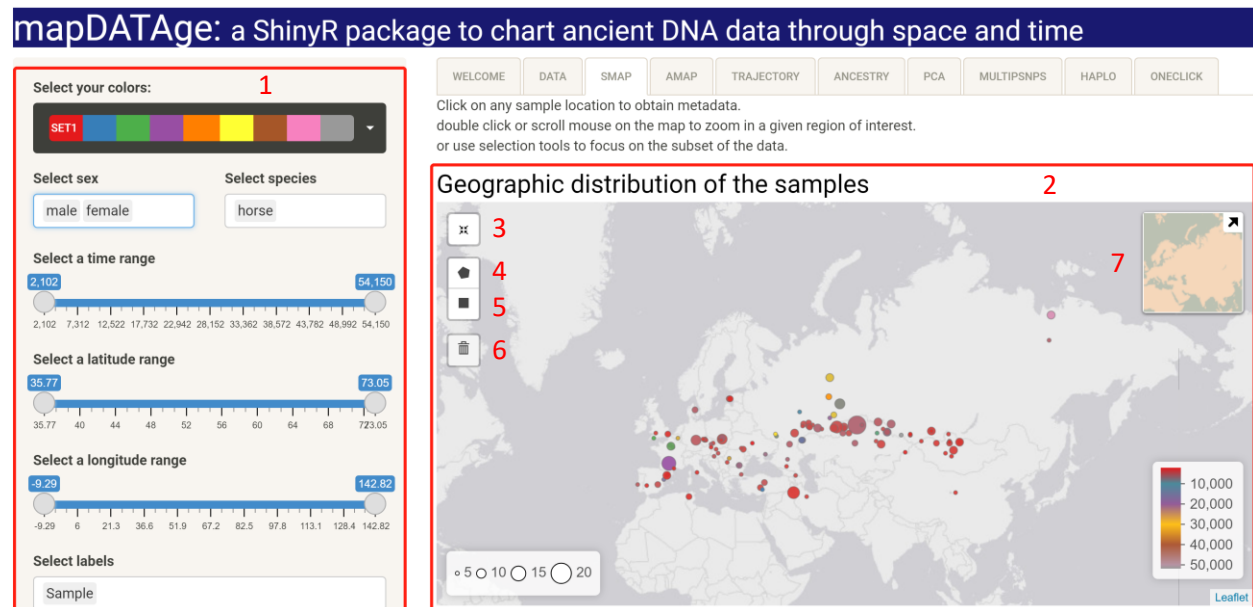 mapDATAge: a ShinyR package to chart ancient DNA data through space and time
Select your colors:
1
SET1
Select sex
Select species
male female
horse
Select a time range
2,102
54,150
2,102 7,312 12,522 17,732 22,942 28,152 33,362 38,572 43,782 48,992 54,150
Select a latitude range
35.77
73.05
35.77 40 44 48 52 56 60 64 68 723.05
Select a longitude range
-9.29
142.82
-9.29 6 21.3 36.6 51.9 67.2 82.5 97.8 113.1 128.4 142.82
Select labels
Sample
WELCOME DATA SMAP AMAP TRAJECTORY ANCESTRY PCA MULTIPSNPS HAPLO ONECLICK
Click on any sample location to obtain metadata.
double click or scroll mouse on the map to zoom in a given region of interest.
or use selection tools to focus on the subset of the data.
Geographic distribution of the samples
2
3
4
5
6
7
10,000
20,000
30,000
40,000
50,000
5 10 15 20
Leaflet